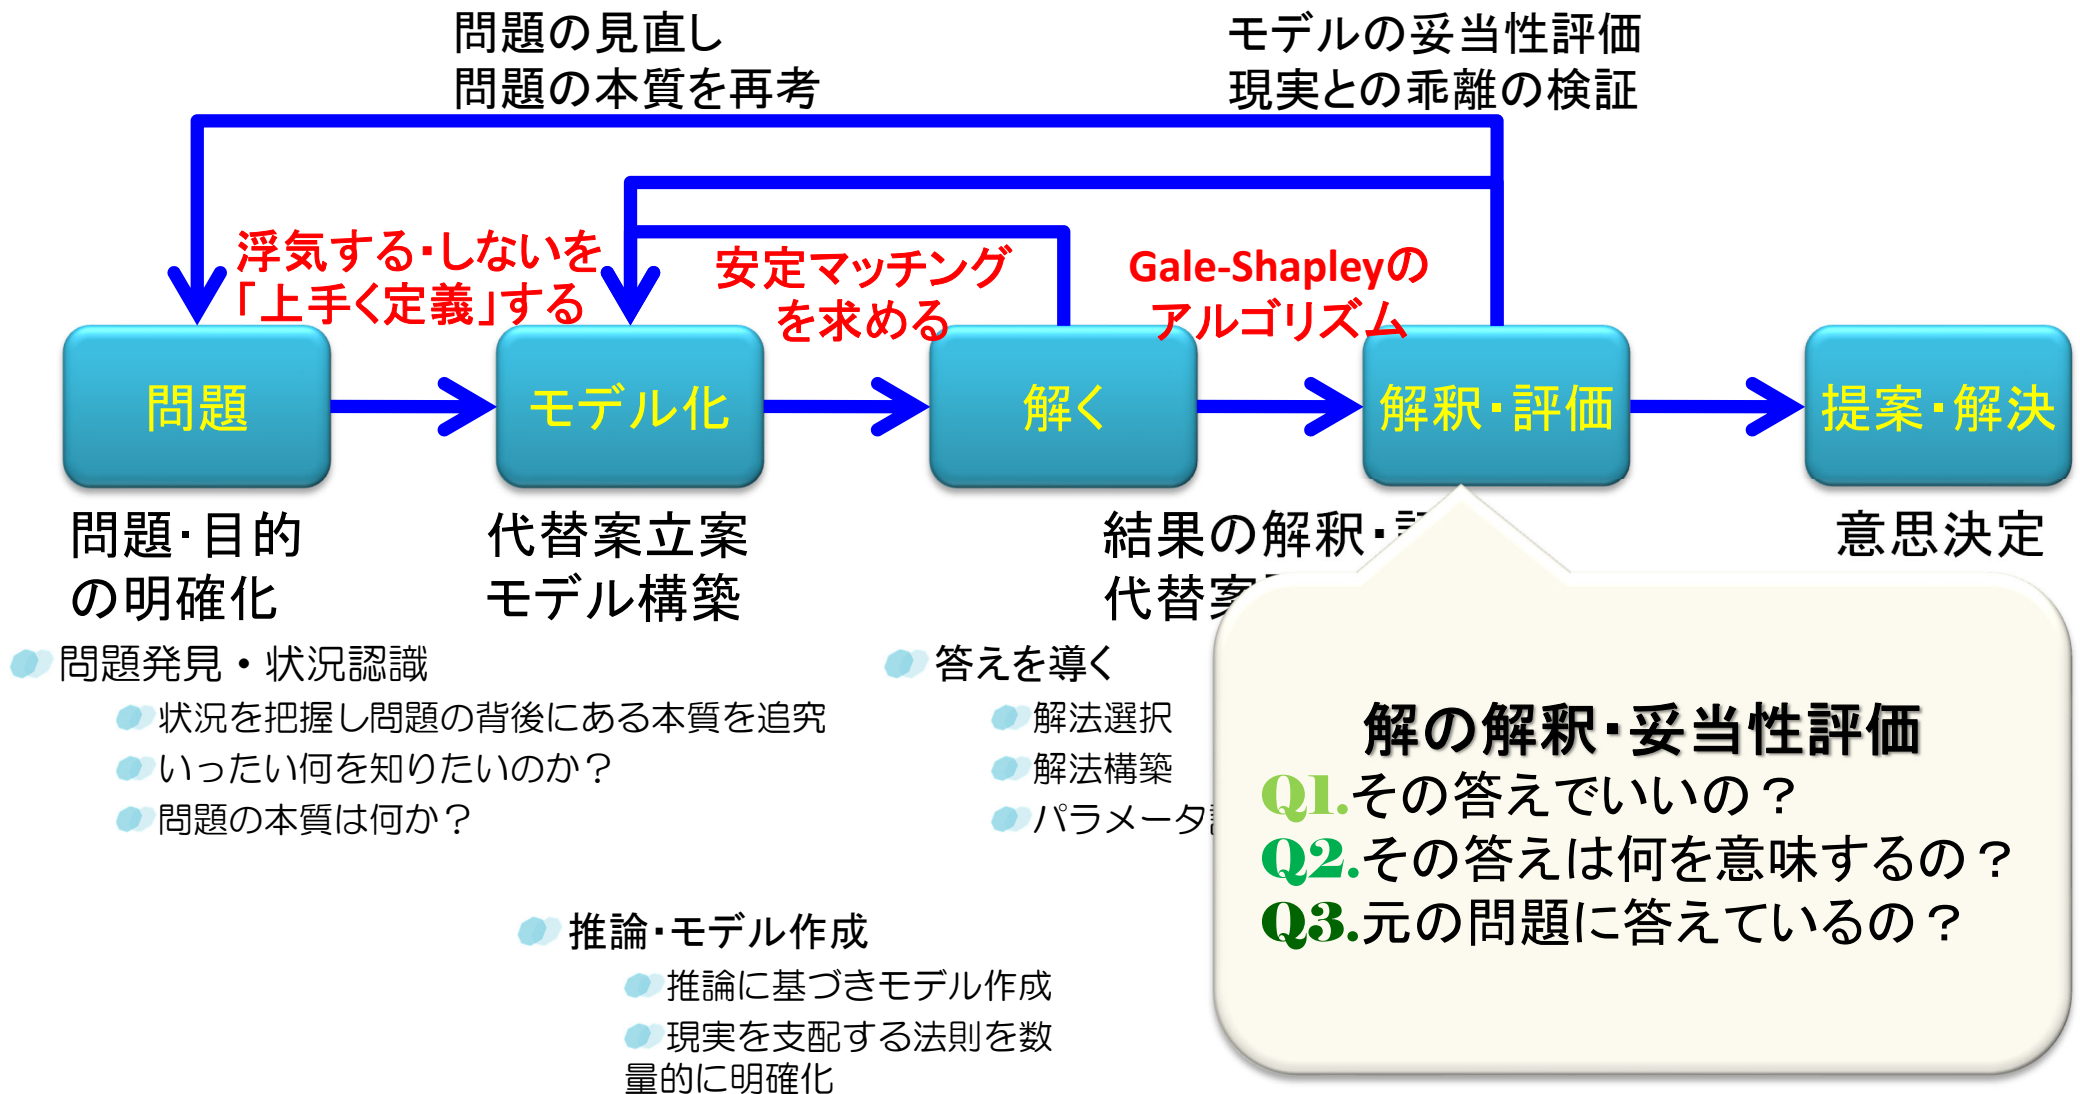 問題の見直し
問題の本質を再考
モデルの妥当性評価
現実との乖離の検証
浮気する・しないを
「上手く定義」する
安定マッチング
を求める
Gale-Shapleyの
アルゴリズム
問題
モデル化
解く
解釈・評価
提案・解決
問題・目的
の明確化
代替案立案
モデル構築
結果の解釈・
代替案
意思決定
問題発見・状況認識
状況を把握し問題の背後にある本質を追究
いったい何を知りたいのか？
問題の本質は何か？
答えを導く
解法選択
解法構築
パラメータ
推論・モデル作成
推論に基づきモデル作成
現実を支配する法則を数
量的に明確化
解の解釈・妥当性評価
Q1.その答えでいいの？
Q2.その答えは何を意味するの？
Q3.元の問題に答えているの？